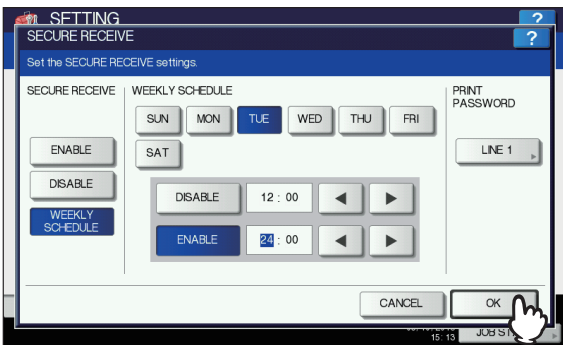 SETTING
?
SECURE RECEIVE
?
Set the SECURE RECEIVE settings.
SECURE RECEIVE
WEEKLY SCHEDULE
PRINT
PASSWORD
SUN MON TUE WED THU FRI
SAT
ENABLE
DISABLE
WEEKLY
SCHEDULE
LINE 1
DISABLE 12 : 00
ENABLE 24 : 00
CANCEL OK
15: 13
JOB